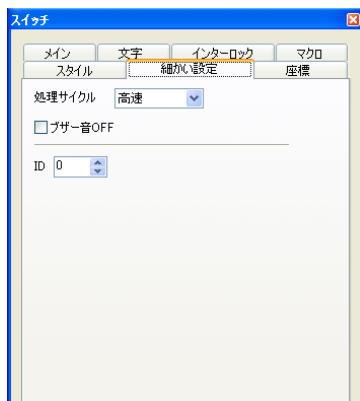 スイッチ
メイン 文字 インターロック マクロ
スタイル 細かい設定 座標
処理サイクル 高速
ブザー音OFF
ID 0